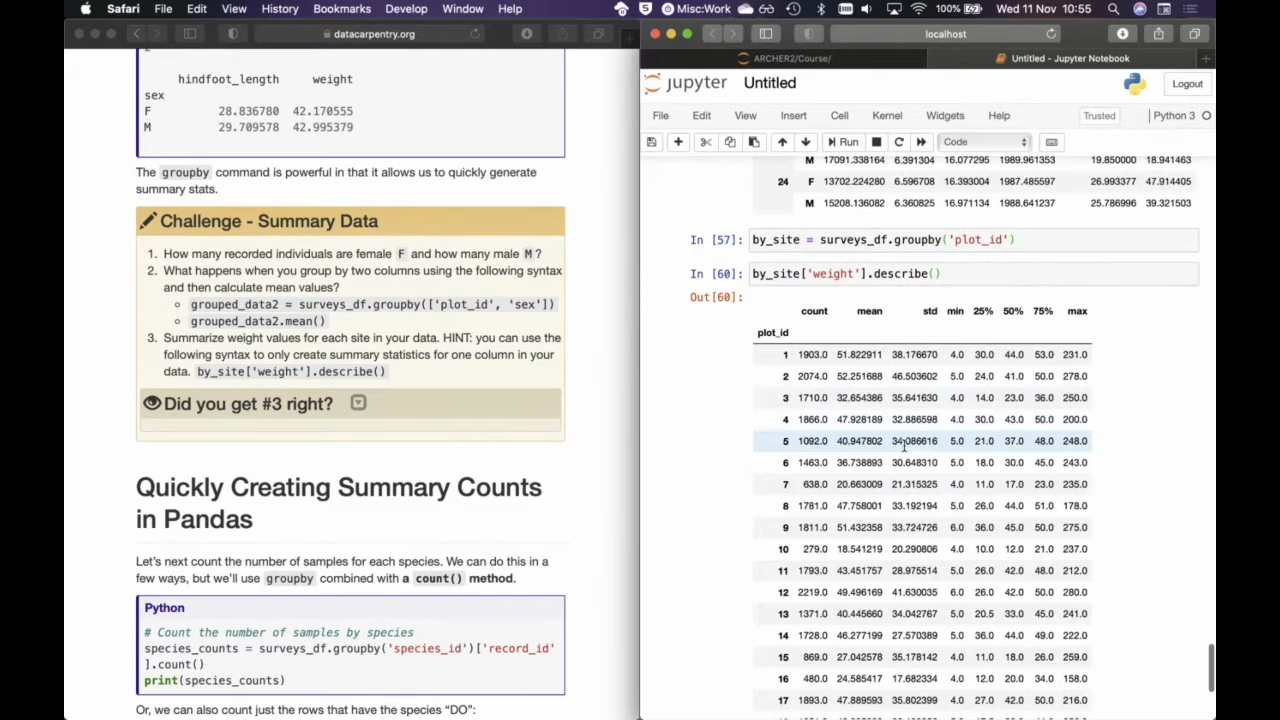 Safari File Edit View History Bookmarks Develop Window Help Misc:Work 100% Wed 11 Nov 10:55
datacarpentry.org
2
hindfoot_length weight
sex
F 28.836780 42.170555
M 29.709578 42.995379
The groupby command is powerful in that it allows us to quickly generate
summary stats.
Challenge - Summary Data
1. How many recorded individuals are female F and how many male M ?
2. What happens when you group by two columns using the following syntax
and then calculate mean values?
grouped_data2 = surveys_df.groupby(['plot_id', 'sex'])
grouped_data2.mean()
3. Summarize weight values for each site in your data. HINT: you can use the
following syntax to only create summary statistics for one column in your
data. by_site['weight'].describe()
Did you get #3 right?
Quickly Creating Summary Counts
in Pandas
Let's next count the number of samples for each species. We can do this in a
few ways, but we'll use groupby combined with a count() method.
Python
# Count the number of samples by species
species_counts = surveys_df.groupby('species_id')['record_id'
].count()
print(species_counts)
Or, we can also count just the rows that have the species “DO”:
localhost
ARCHER2/Course/
Untitled - Jupyter Notebook
jupyter Untitled
Logout
File Edit View Insert Cell Kernel Widgets Help Trusted Python 3
Run Code
M 17091.338164 6.391304 16.077295 1989.961353 19.850000 18.941463
24 F 13702.224280 6.596708 16.393004 1987.485597 26.993377 47.914405
M 15208.136082 6.360825 16.971134 1988.641237 25.786996 39.321503
In [57]: by_site = surveys_df.groupby('plot_id')
In [60]: by_site['weight'].describe()
Out[60]:
count mean std min 25% 50% 75% max
plot_id
1 1903.0 51.822911 38.176670 4.0 30.0 44.0 53.0 231.0
2 2074.0 52.251688 46.503602 5.0 24.0 41.0 50.0 278.0
3 1710.0 32.654386 35.641630 4.0 14.0 23.0 36.0 250.0
4 1866.0 47.928189 32.886598 4.0 30.0 43.0 50.0 200.0
5 1092.0 40.947802 34.086616 5.0 21.0 37.0 48.0 248.0
6 1463.0 36.738893 30.648310 5.0 18.0 30.0 45.0 243.0
7 638.0 20.663009 21.315325 4.0 11.0 17.0 23.0 235.0
8 1781.0 47.758001 33.192194 5.0 26.0 44.0 51.0 178.0
9 1811.0 51.432358 33.724726 6.0 36.0 45.0 50.0 275.0
10 279.0 18.541219 20.290806 4.0 10.0 12.0 21.0 237.0
11 1793.0 43.451757 28.975514 5.0 26.0 42.0 48.0 212.0
12 2219.0 49.496169 41.630035 6.0 26.0 42.0 50.0 280.0
13 1371.0 40.445660 34.042767 5.0 20.5 33.0 45.0 241.0
14 1728.0 46.277199 27.570389 5.0 36.0 44.0 49.0 222.0
15 869.0 27.042578 35.178142 4.0 11.0 18.0 26.0 259.0
16 480.0 24.585417 17.682334 4.0 12.0 20.0 34.0 158.0
17 1893.0 47.889593 35.802399 4.0 27.0 42.0 50.0 216.0